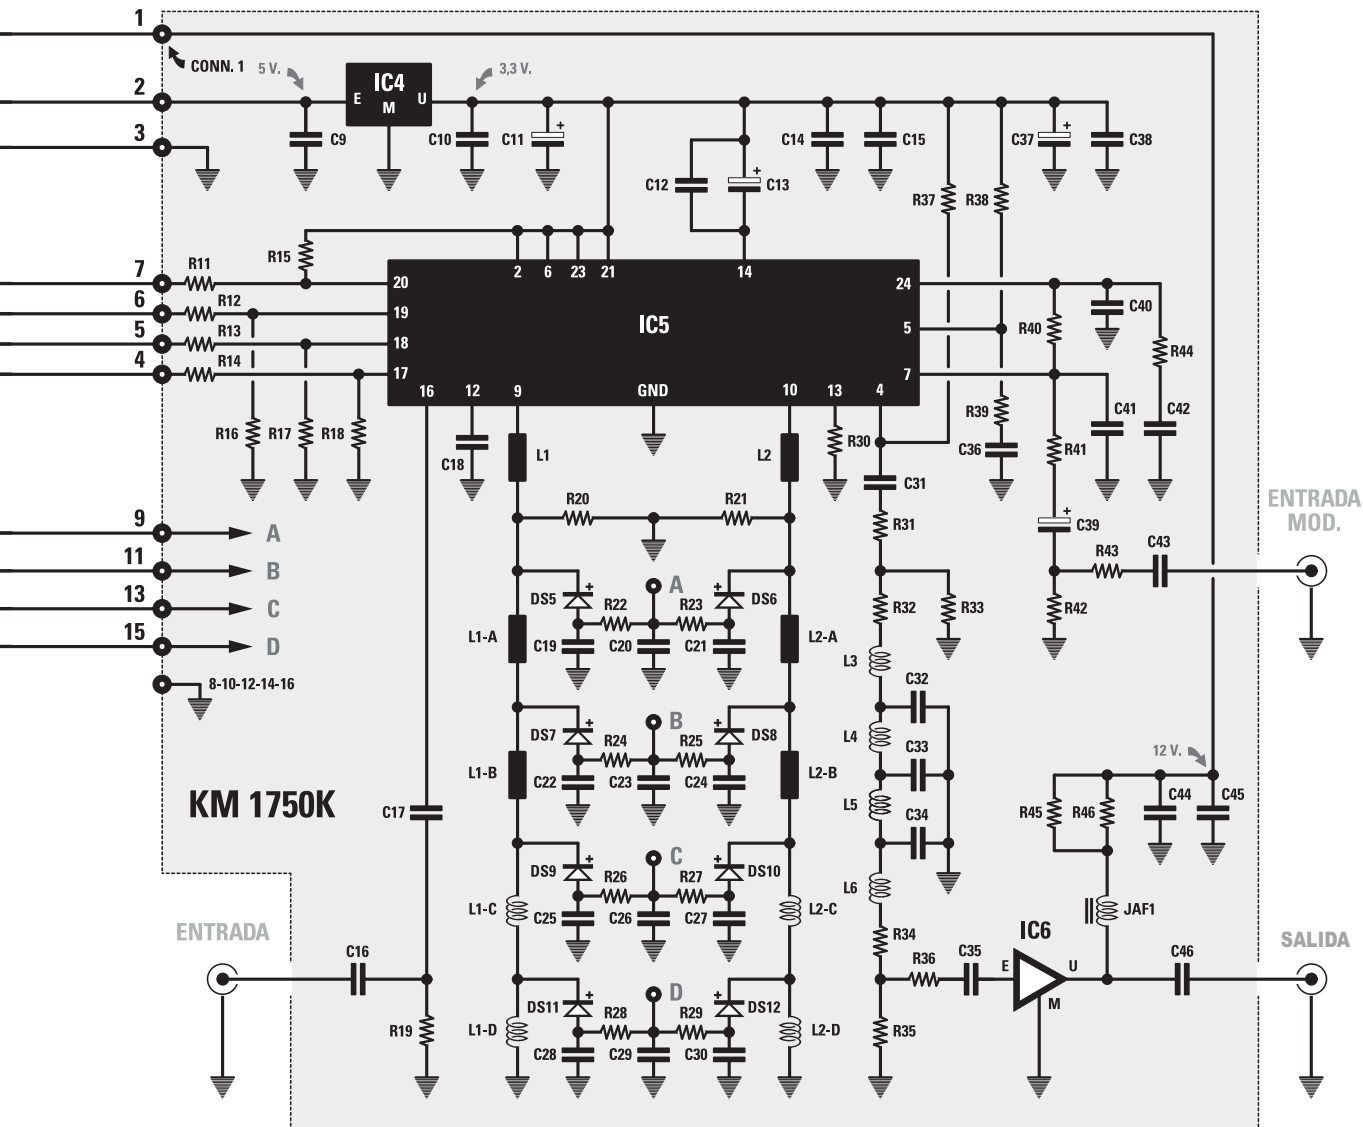 1
CONN. 1
5 V.
IC4
3,3 V.
2
E
U
M
3
C9
C10
C11
+
C12
+
C13
C14
C15
C37
+
C38
R37
R38
R15
7
R11
20
2
6
23
21
14
24
6
R12
19
IC5
C40
5
R13
18
5
R40
4
R14
17
7
R44
16
12
9
GND
10
13
4
R16
R17
R18
C18
L1
L2
R30
R39
C36
C41
C42
R41
C31
R20
R21
R31
+
C39
ENTRADA
MOD.
9
A
11
B
13
C
15
D
8-10-12-14-16
R43
C43
R42
+
DS5
A
+
DS6
R22
R23
L1-A
C19
C20
C21
L2-A
R32
R33
L3
C32
+
DS7
B
+
DS8
R24
R25
L1-B
C22
C23
C24
L2-B
L4
C33
L5
C34
12 V.
KM 1750K
C17
R45
R46
C44
C45
+
DS9
C
+
DS10
R26
R27
L1-C
C25
C26
C27
L2-C
L6
JAF1
ENTRADA
C16
R34
R36
C35
IC6
E
U
M
C46
SALIDA
R19
+
DS11
D
+
DS12
R28
R29
L1-D
C28
C29
C30
L2-D
R35